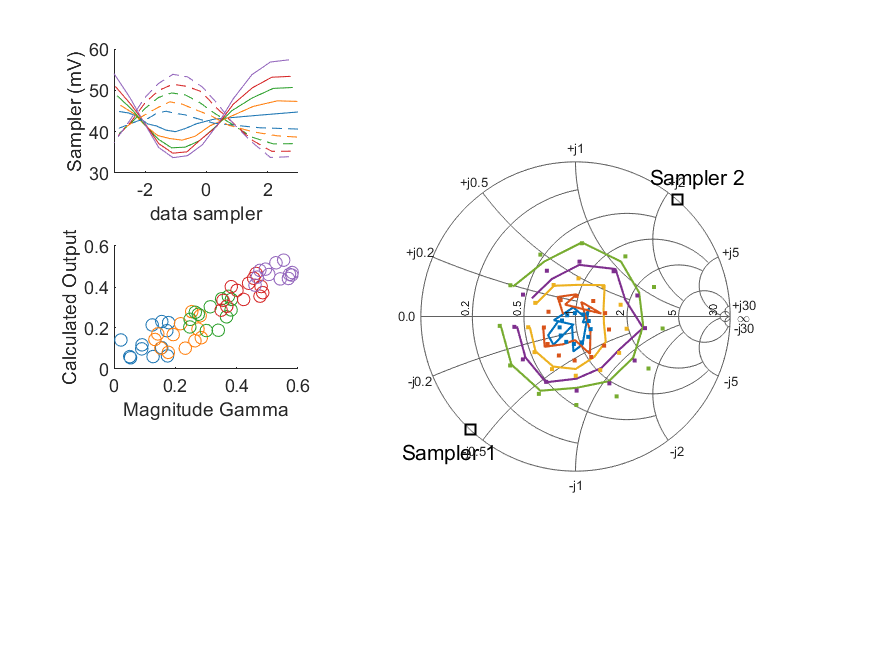 60
50
40
30
Sampler (mV)
-2 0 2
data sampler
0.6
0.4
0.2
0
Calculated Output
0 0.2 0.4 0.6
Magnitude Gamma
+j1
+j0.5
+j2
Sampler 2
+j0.2
+j5
0.0
0.2
0.5
2
30
+j30
∞
-j30
-j0.2
-j5
-j0.5
Sampler 1
-j2
-j1